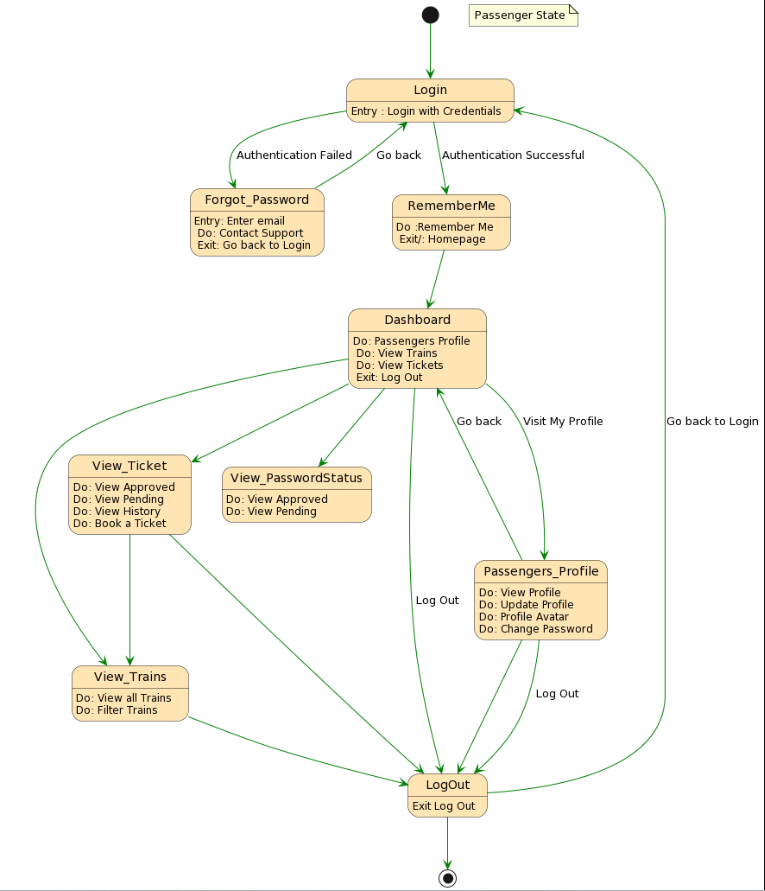 Passenger State
Login
Entry : Login with Credentials
Authentication Failed
Go back
Authentication Successful
Forgot_Password
Entry: Enter email
Do: Contact Support
Exit: Go back to Login
RememberMe
Do :Remember Me
Exit/: Homepage
Dashboard
Do: Passengers Profile
Do: View Trains
Do: View Tickets
Exit: Log Out
Go back
Visit My Profile
Go back to Login
View_Ticket
Do: View Approved
Do: View Pending
Do: View History
Do: Book a Ticket
View_PasswordStatus
Do: View Approved
Do: View Pending
Passengers_Profile
Do: View Profile
Do: Update Profile
Do: Profile Avatar
Do: Change Password
Log Out
View_Trains
Do: View all Trains
Do: Filter Trains
Log Out
LogOut
Exit Log Out